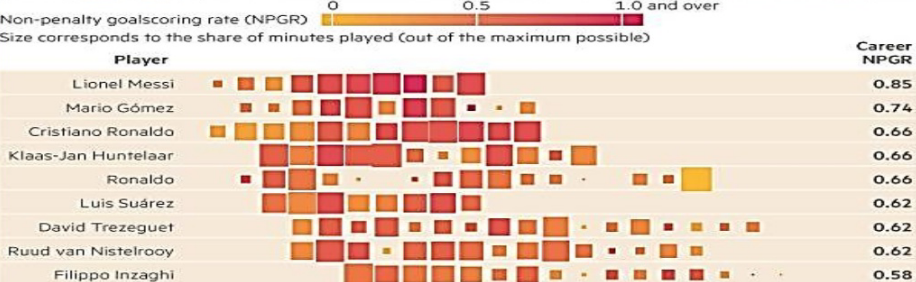 0 0.5 1.0 and over
Non-penalty goalscoring rate (NPGR)
Size corresponds to the share of minutes played (out of the maximum possible)
Player Career NPGR
Lionel Messi 0.85
Mario Gómez 0.74
Cristiano Ronaldo 0.66
Klaas-Jan Huntelaar 0.66
Ronaldo 0.66
Luis Suárez 0.62
David Trezeguet 0.62
Ruud van Nistelrooy 0.62
Filippo Inzaghi 0.58